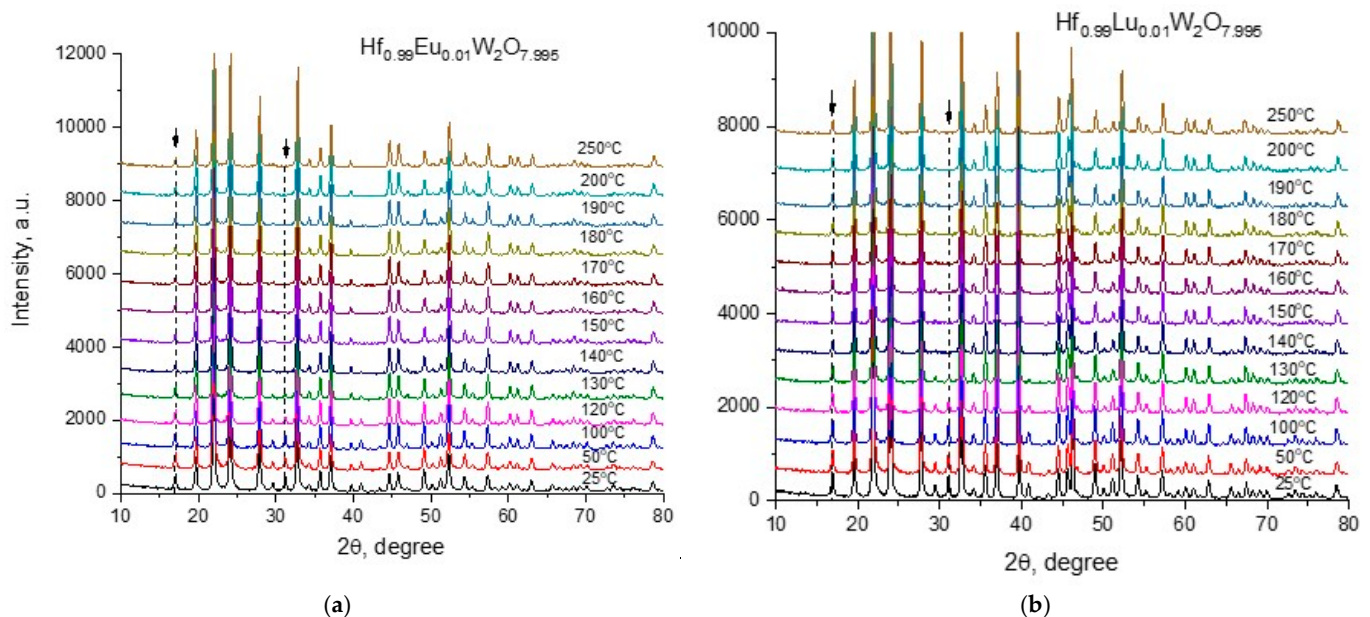 Hf0.99Eu0.01W2O7.995
Intensity, a.u.
12000
10000
8000
6000
4000
2000
0
250°C
200°C
190°C
180°C
170°C
160°C
150°C
140°C
130°C
120°C
100°C
50°C
25°C
10 20 30 40 50 60 70 80
2θ, degree
(a)
Hf0.99Lu0.01W2O7.995
10000
8000
6000
4000
2000
0
250°C
200°C
190°C
180°C
170°C
160°C
150°C
140°C
130°C
120°C
100°C
50°C
25°C
10 20 30 40 50 60 70 80
2θ, degree
(b)